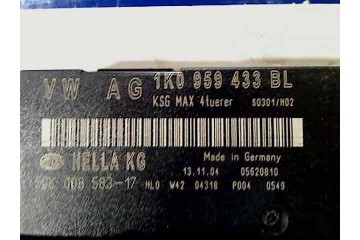 VW AG 1K0 959 433 BL
KSG MAX 4tuerer 50301/H02
HELLA KG Made in Germany
13.11.04 05620810
5DK 008 583-17 HL0 W42 04318 P004 0549